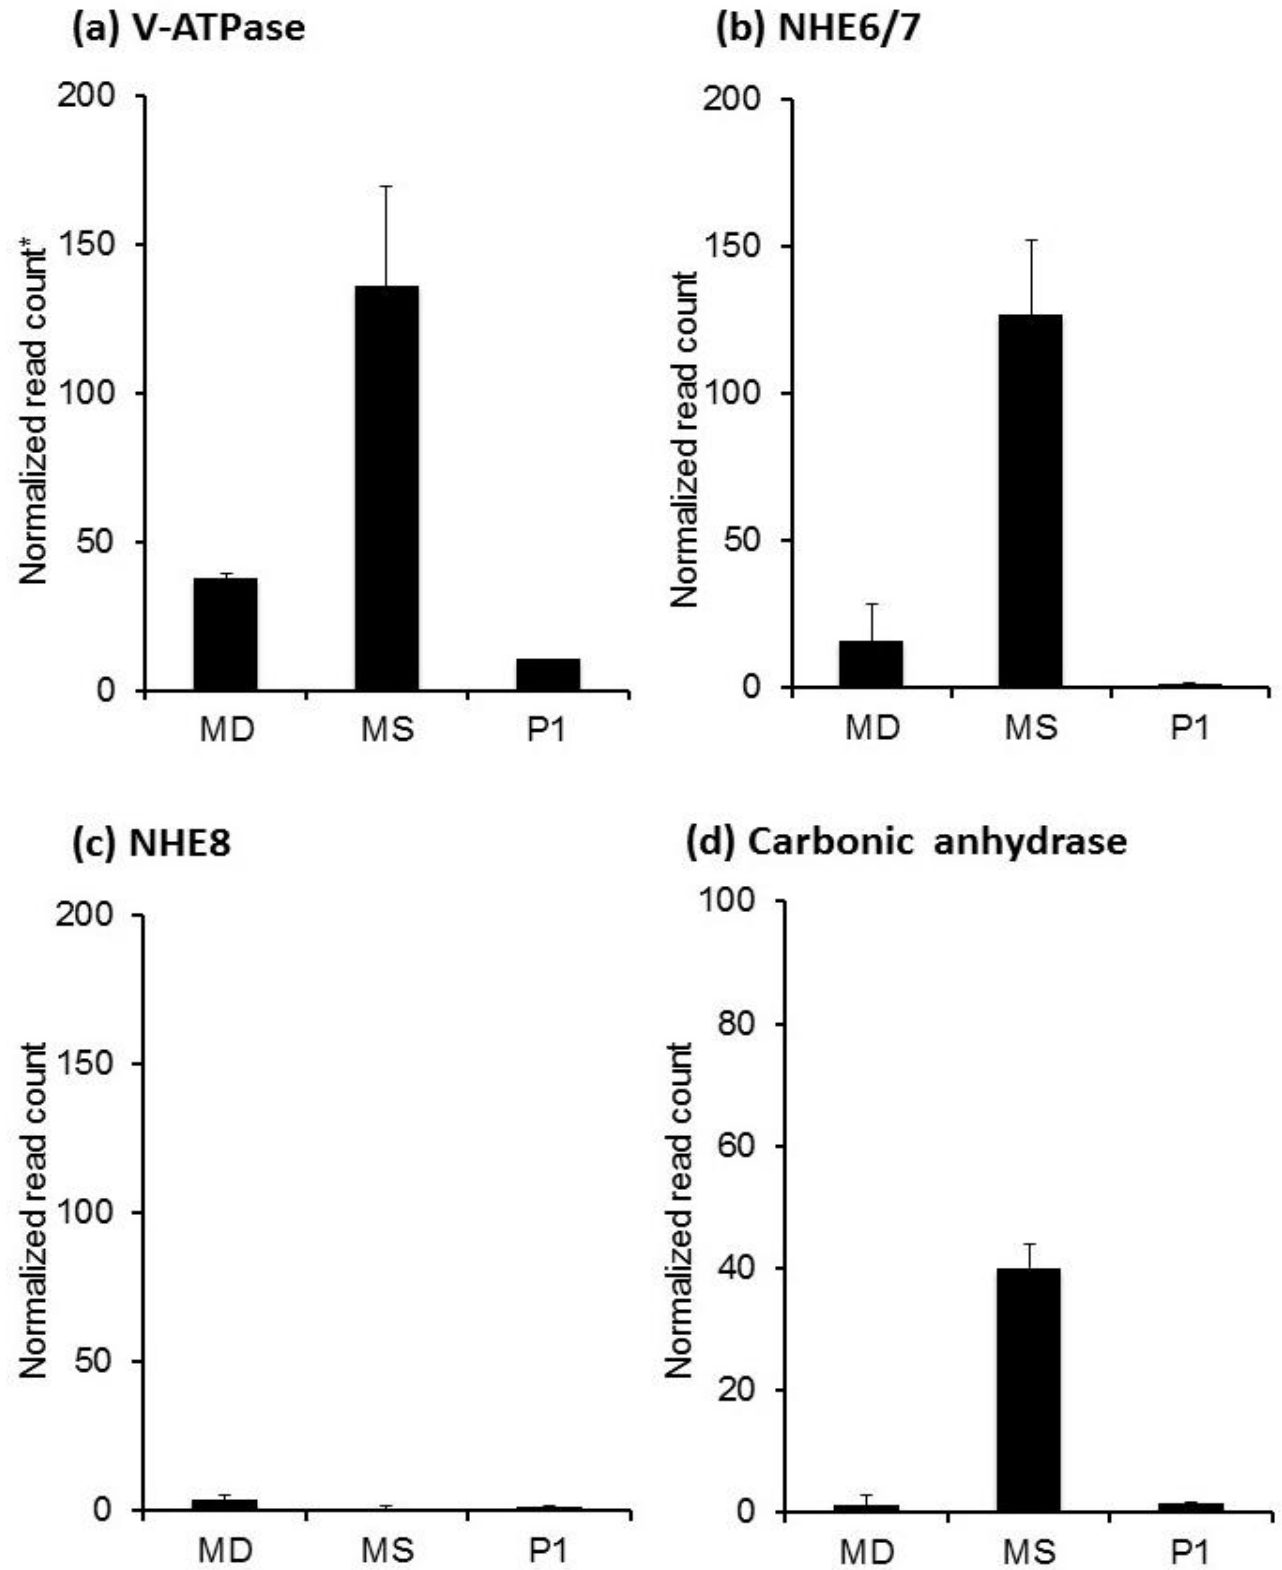 (a) V-ATPase
200
150
100
50
0
Normalized read count*
MD MS P1
(b) NHE6/7
200
150
100
50
0
Normalized read count
MD MS P1
(c) NHE8
200
150
100
50
0
Normalized read count
MD MS P1
(d) Carbonic anhydrase
100
80
60
40
20
0
Normalized read count
MD MS P1